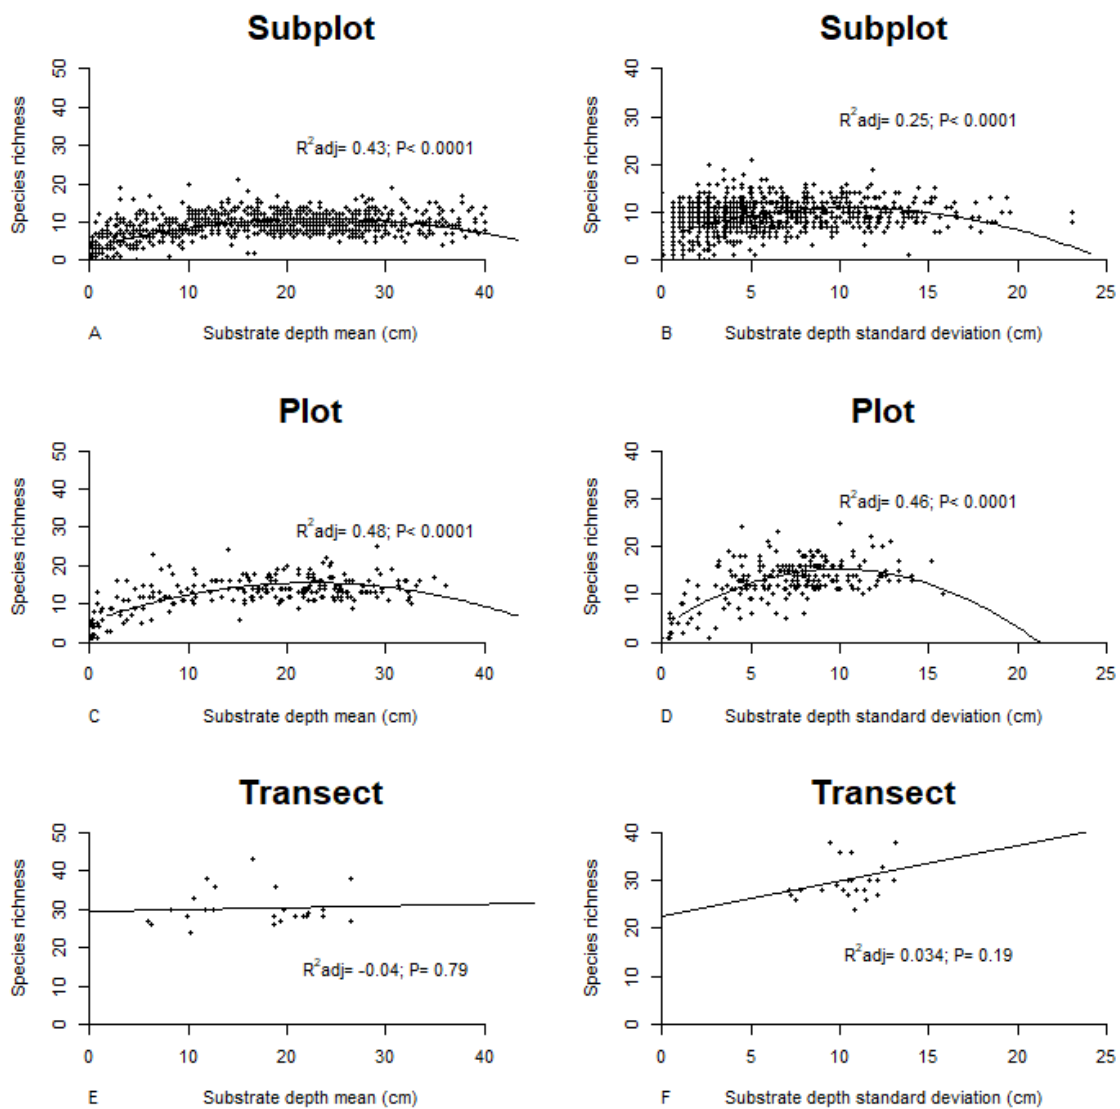 Subplot
Species richness
50
40
30
20
10
0
R²adj= 0.43; P< 0.0001
0 10 20 30 40
A Substrate depth mean (cm)
Subplot
Species richness
40
30
20
10
0
R²adj= 0.25; P< 0.0001
0 5 10 15 20 25
B Substrate depth standard deviation (cm)
Plot
Species richness
50
40
30
20
10
0
R²adj= 0.48; P< 0.0001
0 10 20 30 40
C Substrate depth mean (cm)
Plot
Species richness
40
30
20
10
0
R²adj= 0.46; P< 0.0001
0 5 10 15 20 25
D Substrate depth standard deviation (cm)
Transect
Species richness
50
40
30
20
10
0
R²adj= -0.04; P= 0.79
0 10 20 30 40
E Substrate depth mean (cm)
Transect
Species richness
40
30
20
10
0
R²adj= 0.034; P= 0.19
0 5 10 15 20 25
F Substrate depth standard deviation (cm)